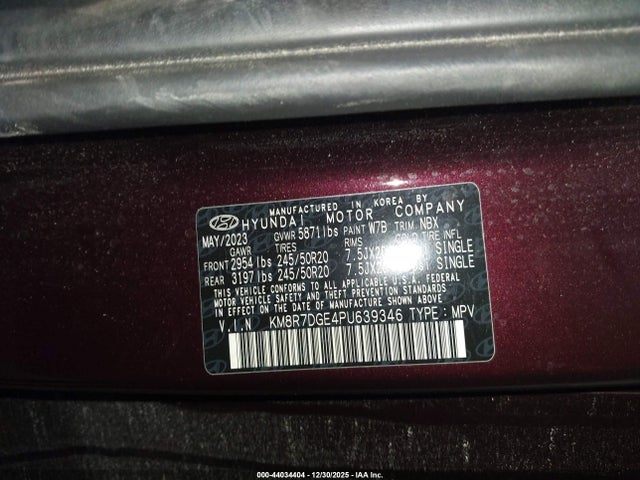 MANUFACTURED IN KOREA BY
HYUNDAI MOTOR COMPANY
MAY/2023 GVWR 5871lbs PAINT W7B TRIM NBX
GAWR TIRES RIMS TIRE INFL
FRONT 2954 lbs 245/50R20 SINGLE
REAR 3197 lbs 245/50R20 SINGLE
THIS VEHICLE CONFORMS TO ALL APPLICABLE U.S.A. FEDERAL
MOTOR VEHICLE SAFETY AND THEFT PREVENTION STANDARDS
IN EFFECT ON THE DATE OF MANUFACTURE SHOWN ABOVE.
V.I.N KM8R7DGE4PU639346 TYPE : MPV
000-44034404 - 12/30/2025 - IAA Inc.